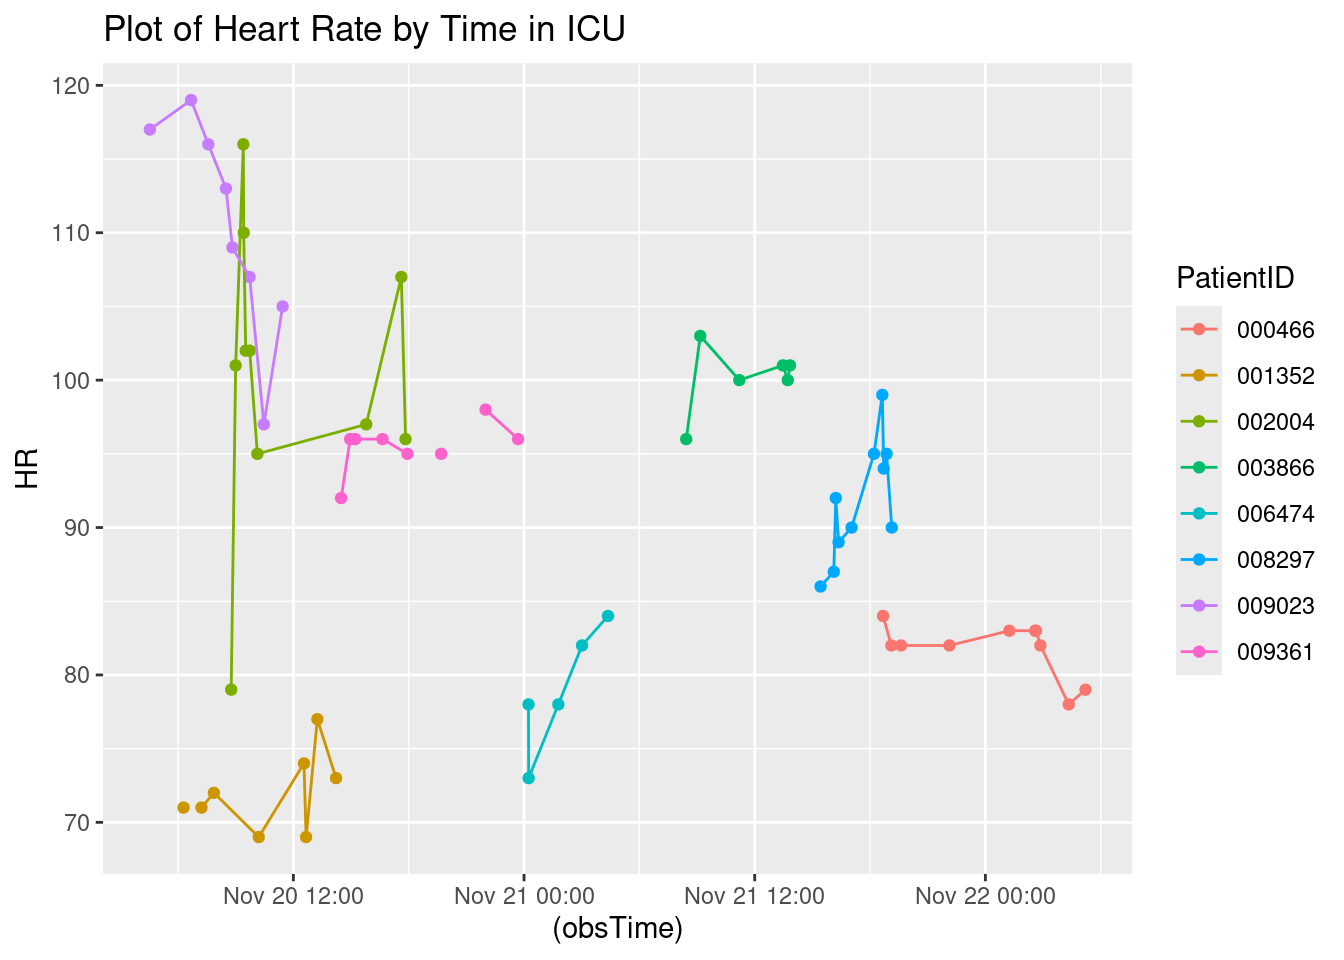 Plot of Heart Rate by Time in ICU
120
110
100
90
80
70
HR
Nov 20 12:00
Nov 21 00:00
Nov 21 12:00
Nov 22 00:00
(obsTime)
PatientID
000466
001352
002004
003866
006474
008297
009023
009361